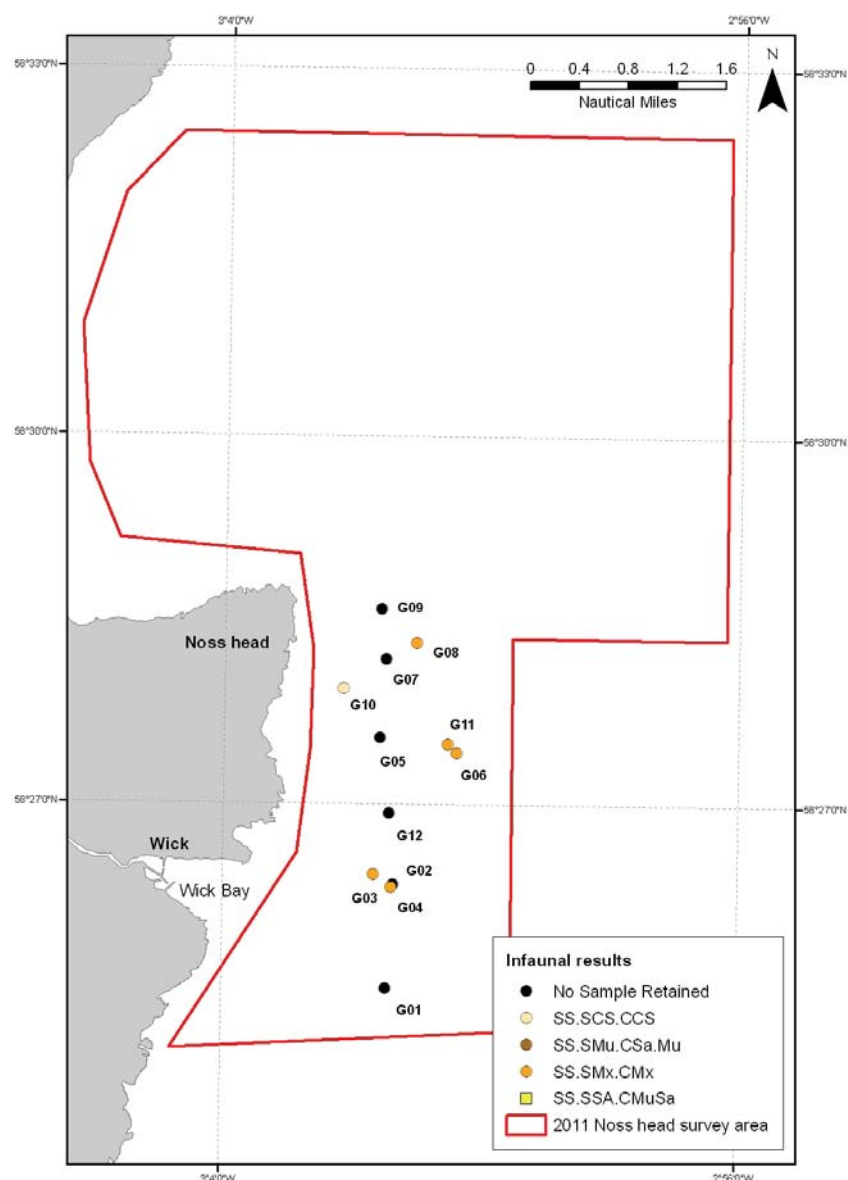 3°4'0"W
2°56'0"W
58°33'0"N
58°33'0"N
N
0 0.4 0.8 1.2 1.6
Nautical Miles
58°30'0"N
58°30'0"N
G09
Noss head
G08
G07
G10
G11
G05
G06
58°27'0"N
58°27'0"N
G12
Wick
G02
Wick Bay
G03
G04
G01
Infaunal results
No Sample Retained
SS.SCS.CCS
SS.SMu.CSa.Mu
SS.SMx.CMx
SS.SSA.CMuSa
2011 Noss head survey area
3°4'0"W
2°56'0"W